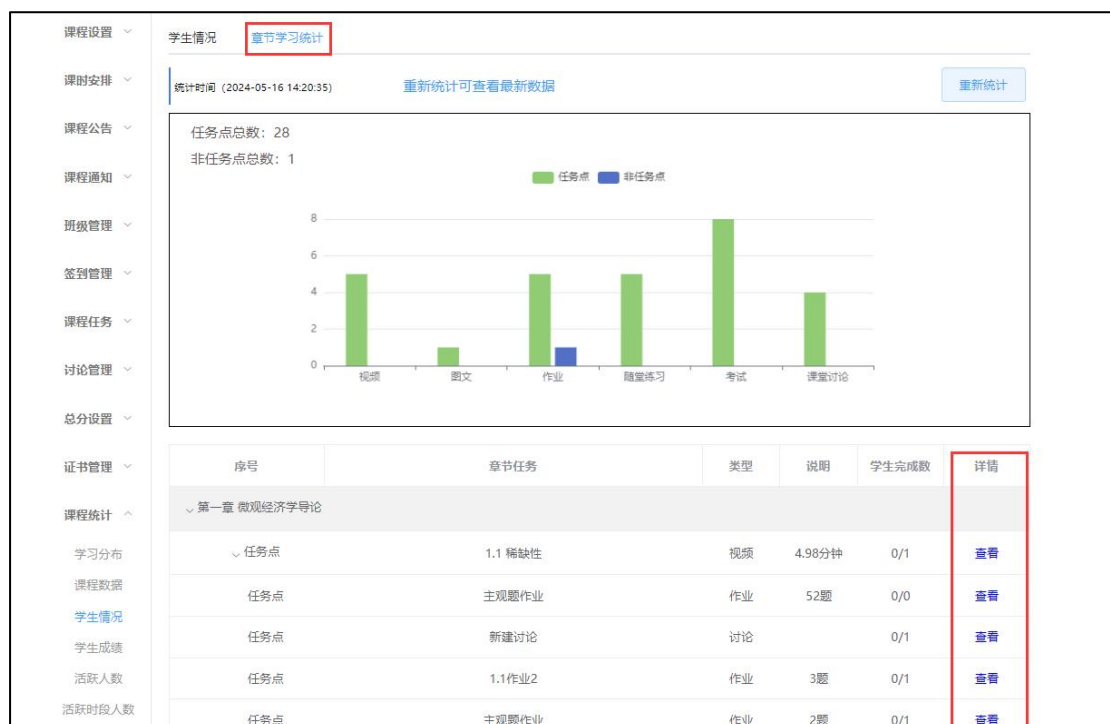 课程设置
课时安排
课程公告
课程通知
班级管理
签到管理
课程任务
讨论管理
总分设置
证书管理
课程统计
学习分布
课程数据
学生情况
学生成绩
活跃人数
活跃时段人数
学生情况 章节学习统计
统计时间（2024-05-16 14:20:35） 重新统计可查看最新数据 重新统计
任务点总数：28
非任务点总数：1
任务点 非任务点
8
6
4
2
0
视频 图文 作业 随堂练习 考试 课堂讨论
序号 章节任务 类型 说明 学生完成数 详情
第一章 微观经济学导论
任务点 1.1 稀缺性 视频 4.98分钟 0/1 查看
任务点 主观题作业 作业 52题 0/0 查看
任务点 新建讨论 讨论 0/1 查看
任务点 1.1作业2 作业 3题 0/1 查看
任务点 主观题作业 作业 2题 0/1 查看